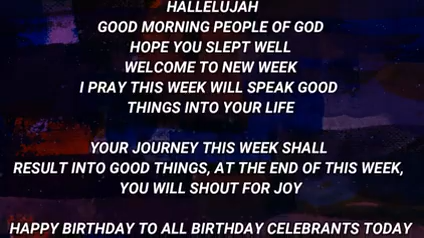 HALLELUJAH
GOOD MORNING PEOPLE OF GOD
HOPE YOU SLEPT WELL
WELCOME TO NEW WEEK
I PRAY THIS WEEK WILL SPEAK GOOD
THINGS INTO YOUR LIFE
YOUR JOURNEY THIS WEEK SHALL
RESULT INTO GOOD THINGS, AT THE END OF THIS WEEK,
YOU WILL SHOUT FOR JOY
HAPPY BIRTHDAY TO ALL BIRTHDAY CELEBRANTS TODAY